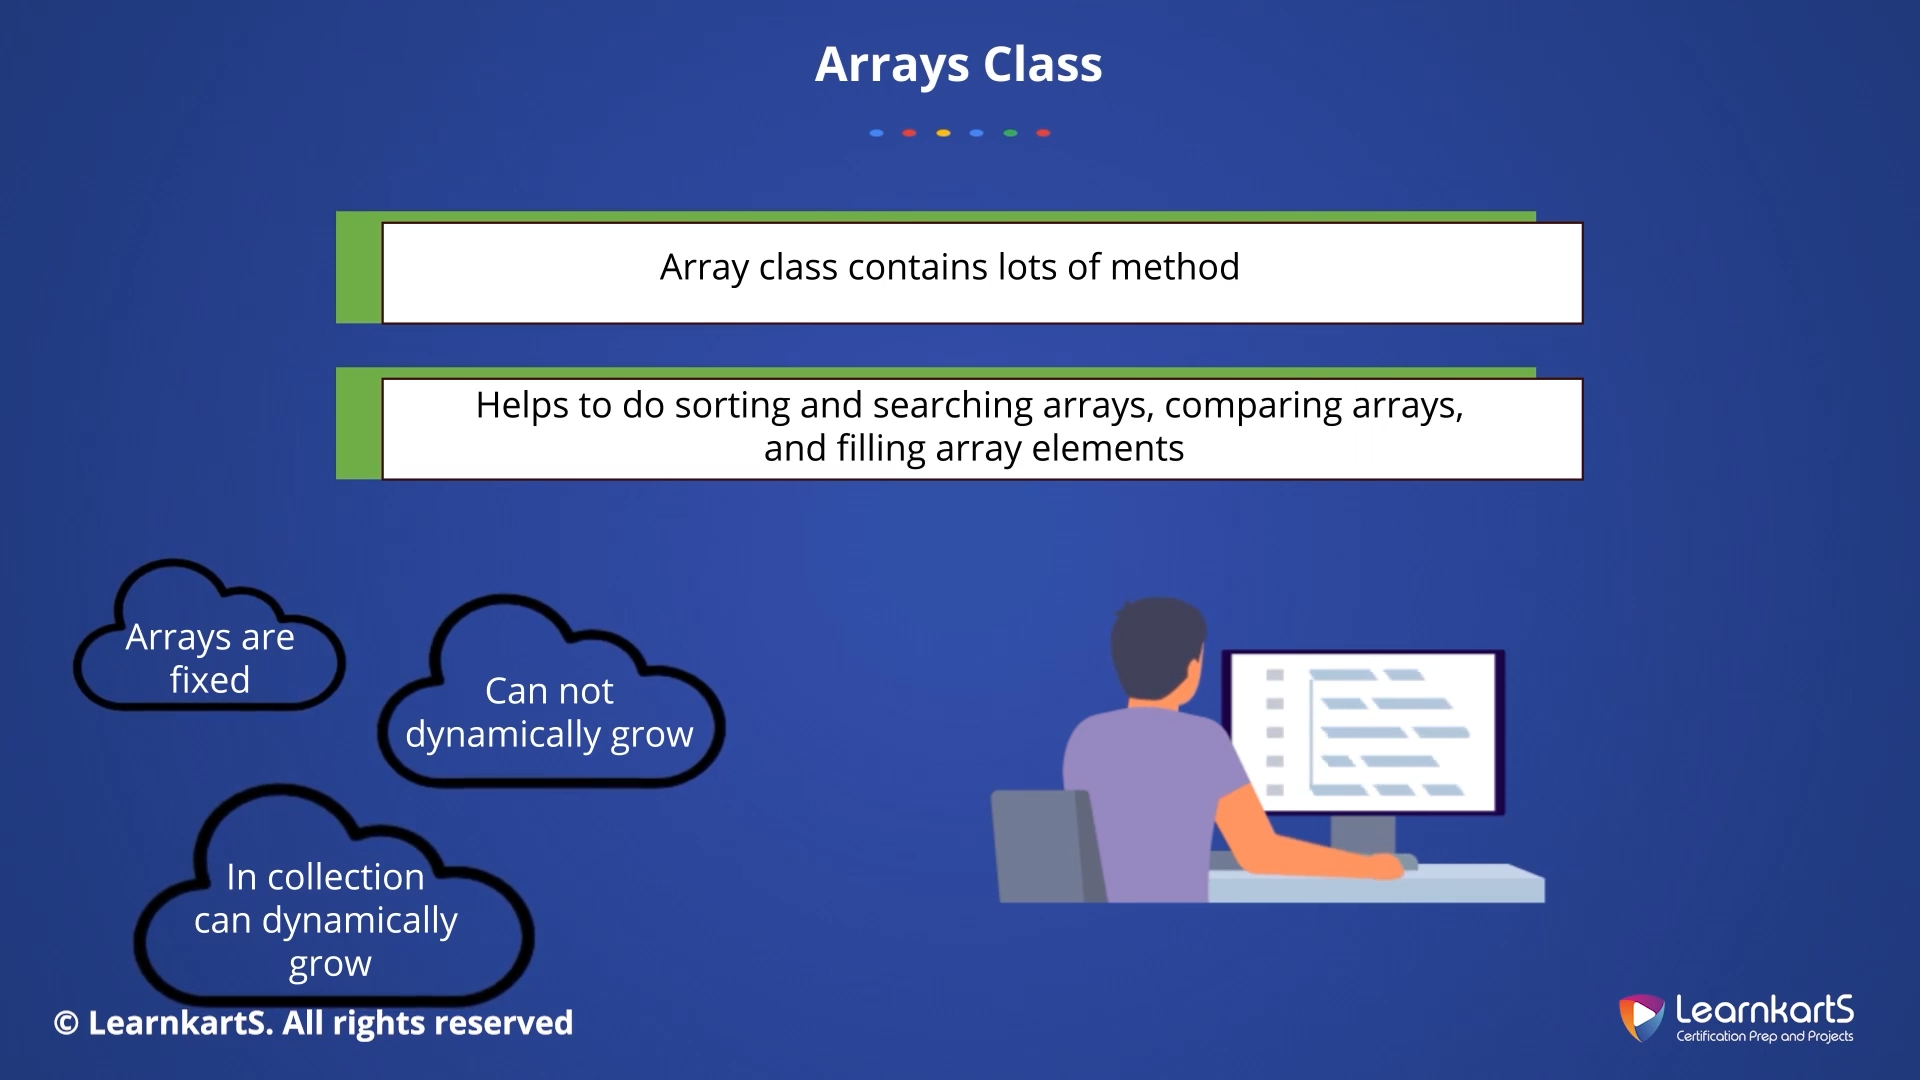 Arrays Class
Array class contains lots of method
Helps to do sorting and searching arrays, comparing arrays,
and filling array elements
Arrays are
fixed
Can not
dynamically grow
In collection
can dynamically
grow
© LearnkartS. All rights reserved
LearnkartS
Certification Prep and Projects